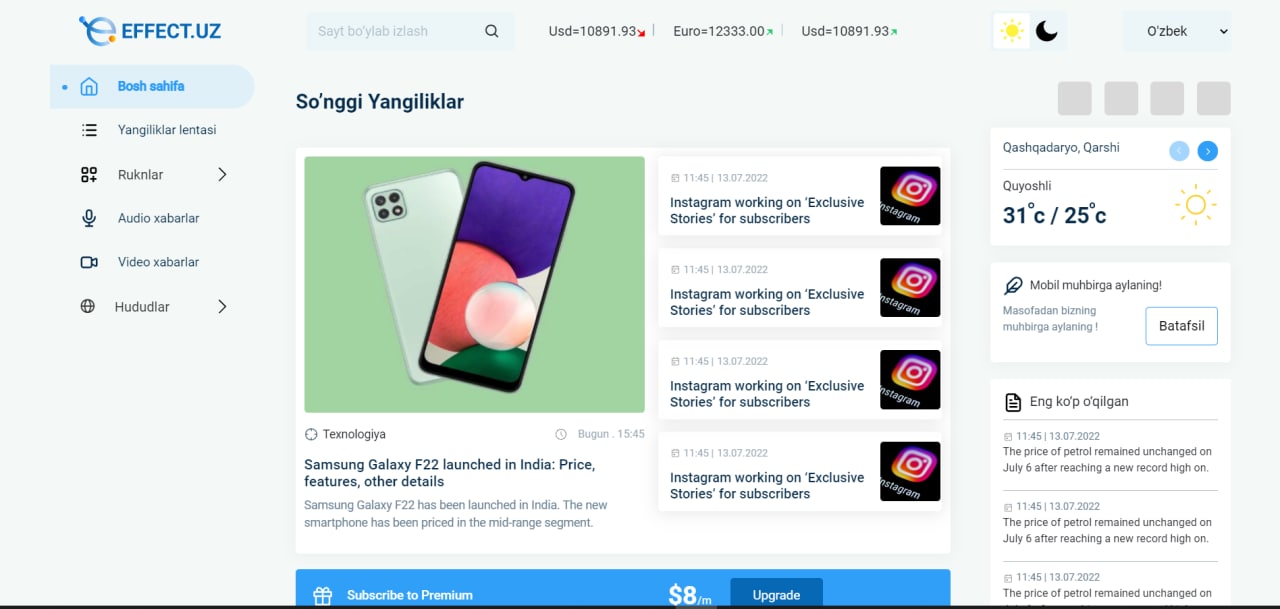 EFFECT.UZ
Sayt bo'ylab izlash
Usd=10891.93
Euro=12333.00
Usd=10891.93
O'zbek
Bosh sahifa
Yangiliklar lentasi
Ruknlar
Audio xabarlar
Video xabarlar
Hududlar
So'nggi Yangiliklar
Texnologiya
Bugun . 15:45
Samsung Galaxy F22 launched in India: Price,
features, other details
Samsung Galaxy F22 has been launched in India. The new
smartphone has been priced in the mid-range segment.
11:45 | 13.07.2022
Instagram working on ‘Exclusive
Stories’ for subscribers
Instagram
11:45 | 13.07.2022
Instagram working on ‘Exclusive
Stories’ for subscribers
Instagram
11:45 | 13.07.2022
Instagram working on ‘Exclusive
Stories’ for subscribers
Instagram
11:45 | 13.07.2022
Instagram working on ‘Exclusive
Stories’ for subscribers
Instagram
Subscribe to Premium
$8/m
Upgrade
Qashqadaryo, Qarshi
Quyoshli
31°c / 25°c
Mobil muhbirga aylaning!
Masofadan bizning
muhbirga aylaning !
Batafsil
Eng ko‘p o‘qilgan
11:45 | 13.07.2022
The price of petrol remained unchanged on
July 6 after reaching a new record high on.
11:45 | 13.07.2022
The price of petrol remained unchanged on
July 6 after reaching a new record high on.
11:45 | 13.07.2022
The price of petrol remained unchanged on